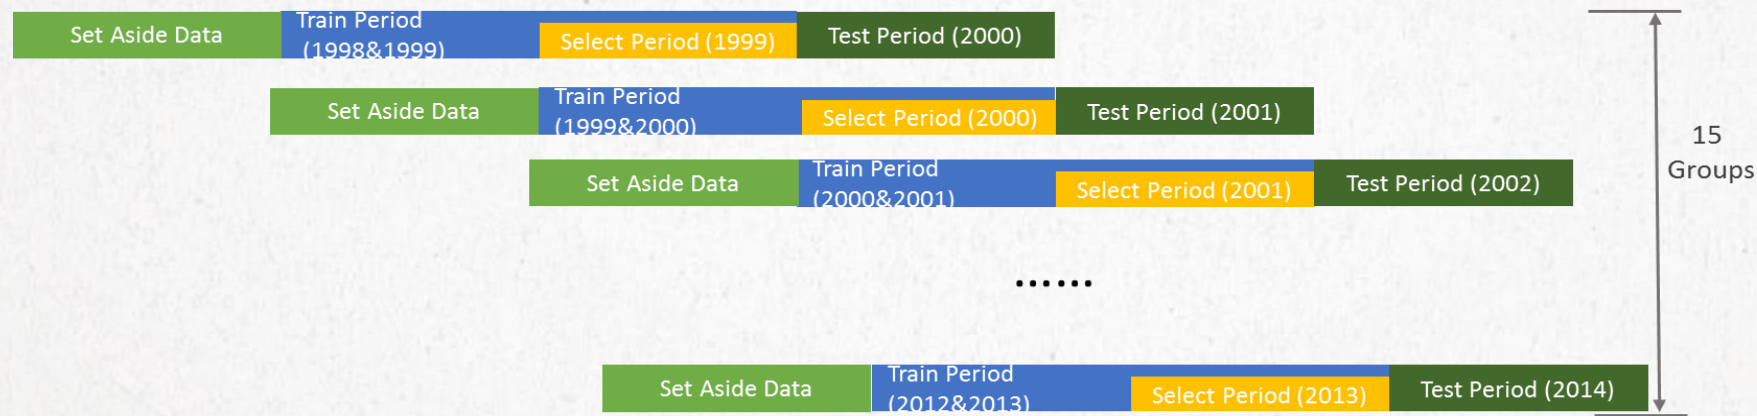 Set Aside Data
Train Period
(1998&1999)
Select Period (1999)
Test Period (2000)
Set Aside Data
Train Period
(1999&2000)
Select Period (2000)
Test Period (2001)
15
Groups
Set Aside Data
Train Period
(2000&2001)
Select Period (2001)
Test Period (2002)
......
Set Aside Data
Train Period
(2012&2013)
Select Period (2013)
Test Period (2014)